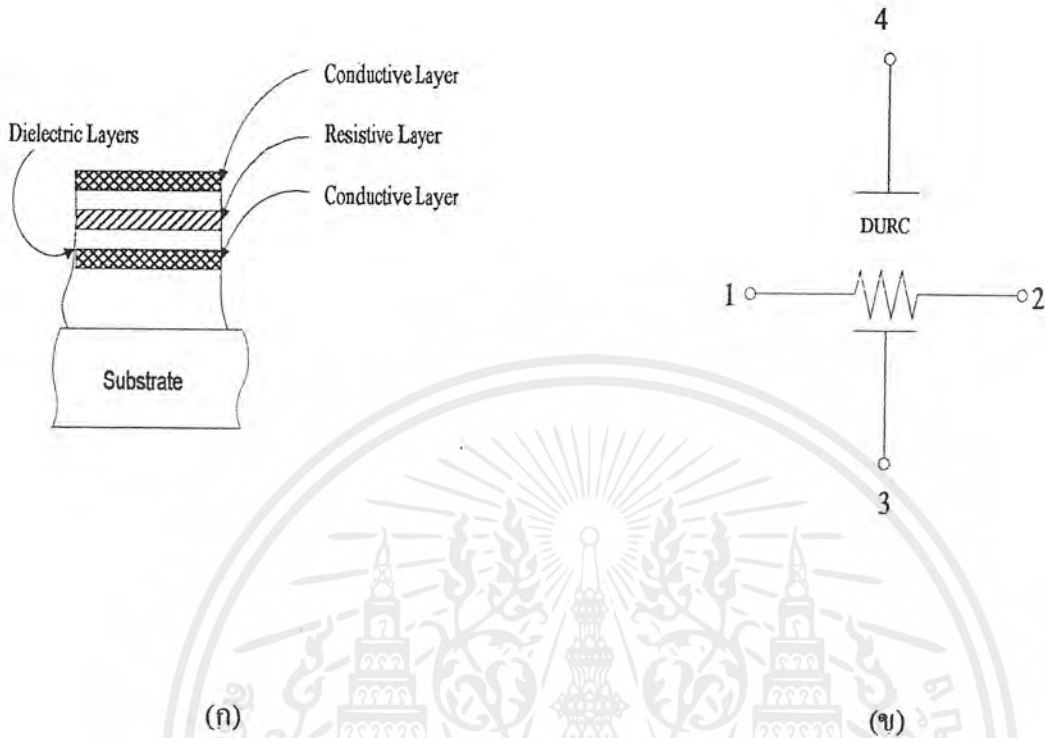 Conductive Layer
Dielectric Layers
Resistive Layer
Conductive Layer
Substrate
(ก)
4
DURC
1
2
3
(ข)